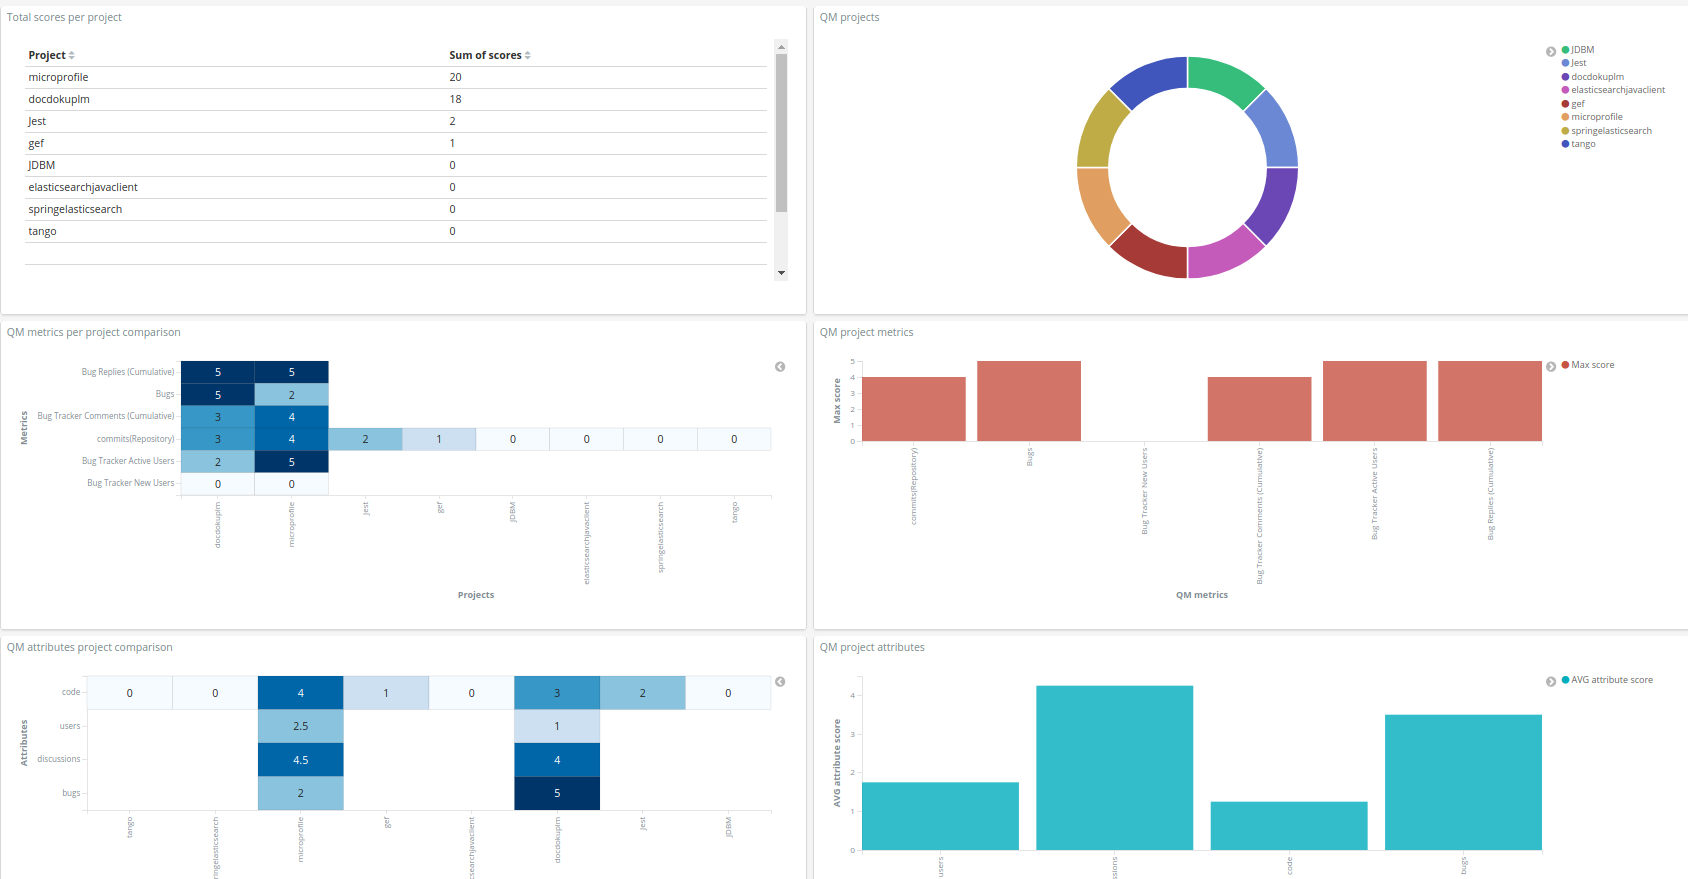 Total scores per project
Project Sum of scores
microprofile 20
docdokuplm 18
Jest 2
gef 1
JDBM 0
elasticsearchjavaclient 0
springelasticsearch 0
tango 0
QM projects
JDBM
Jest
docdokuplm
elasticsearchjavaclient
gef
microprofile
springelasticsearch
tango
QM metrics per project comparison
Metrics
Bug Replies (Cumulative) 5 5
Bugs 5 2
Bug Tracker Comments (Cumulative) 3 4
commits(Repository) 3 4 2 1 0 0 0 0
Bug Tracker Active Users 2 5
Bug Tracker New Users 0 0
docdokuplm
microprofile
Jest
gef
JDBM
elasticsearchjavaclient
springelasticsearch
tango
Projects
QM project metrics
Max score
5
4
3
2
1
0
Max score
commits(Repository)
Bugs
Bug Tracker New Users
Bug Tracker Comments (Cumulative)
Bug Tracker Active Users
Bug Replies (Cumulative)
QM metrics
QM attributes project comparison
Attributes
code 0 0 4 1 0 3 2 0
users 2.5 1
discussions 4.5 4
bugs 2 5
tango
ringelasticsearch
microprofile
gef
csearchjavaclient
docdokuplm
Jest
JDBM
QM project attributes
AVG attribute score
4
3
2
1
0
AVG attribute score
users
ssions
code
bugs